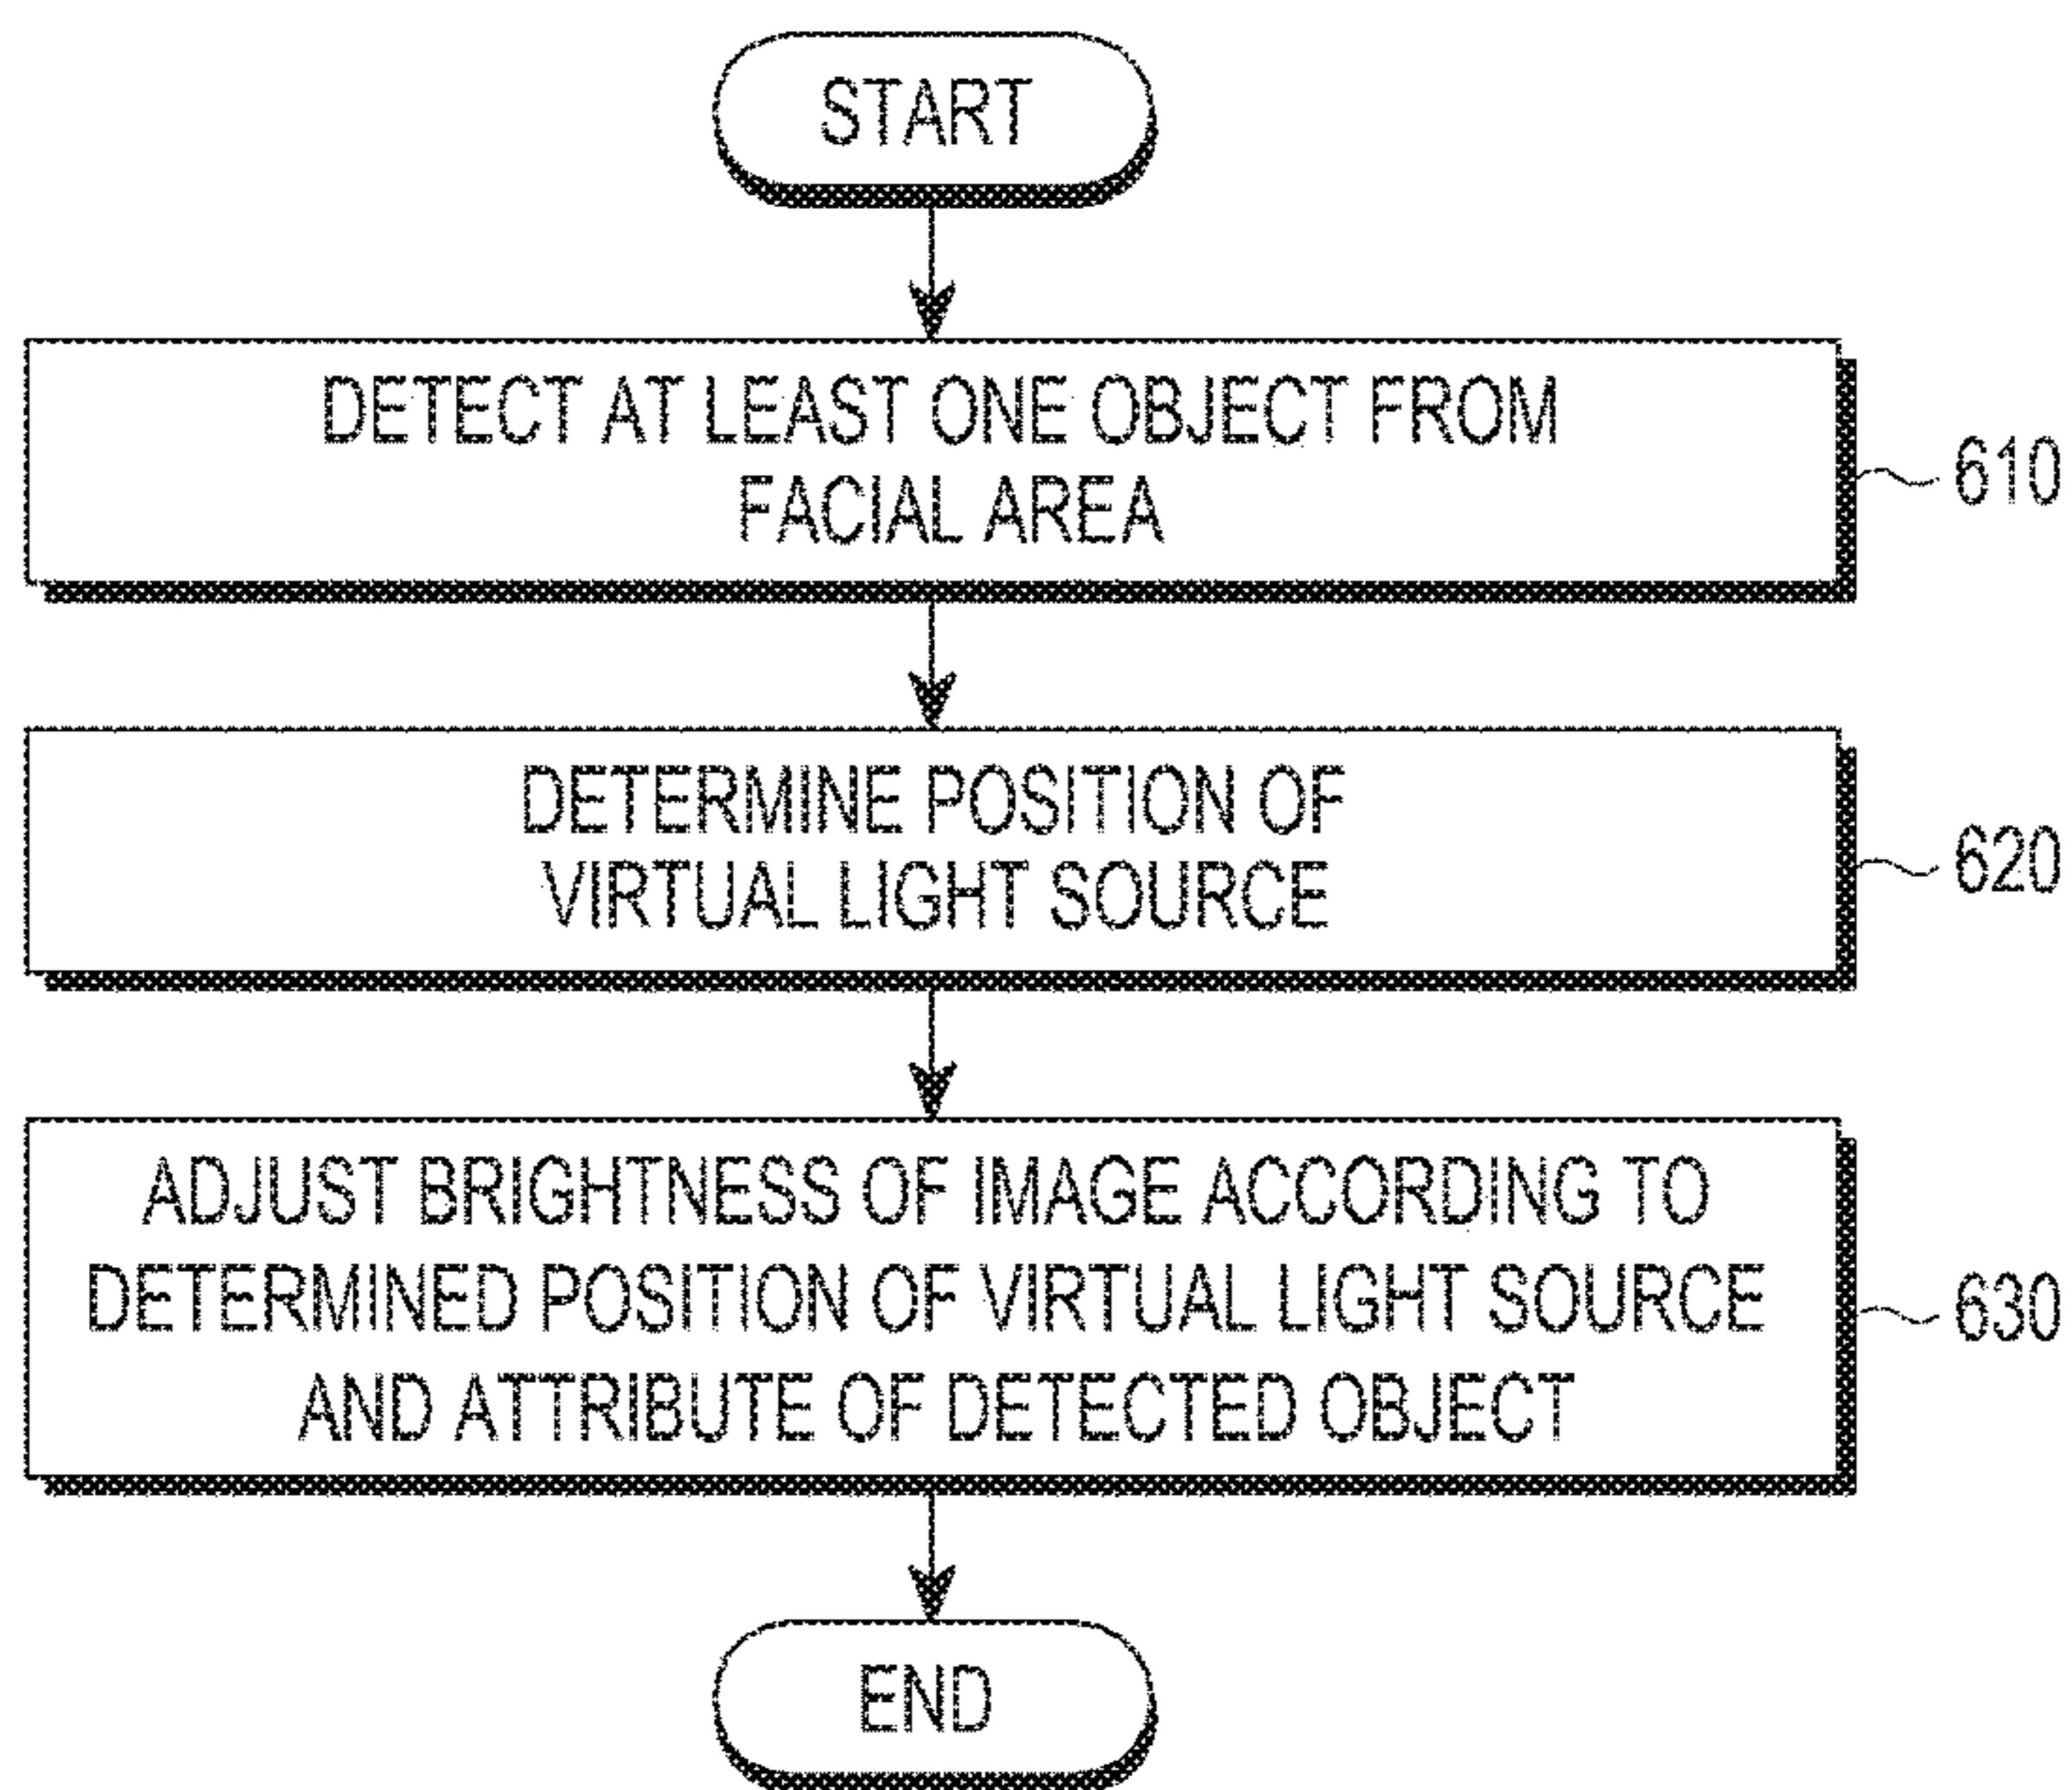 START
DETECT AT LEAST ONE OBJECT FROM
FACIAL AREA
610
DETERMINE POSITION OF
VIRTUAL LIGHT SOURCE
620
ADJUST BRIGHTNESS OF IMAGE ACCORDING TO
DETERMINED POSITION OF VIRTUAL LIGHT SOURCE
AND ATTRIBUTE OF DETECTED OBJECT
630
END